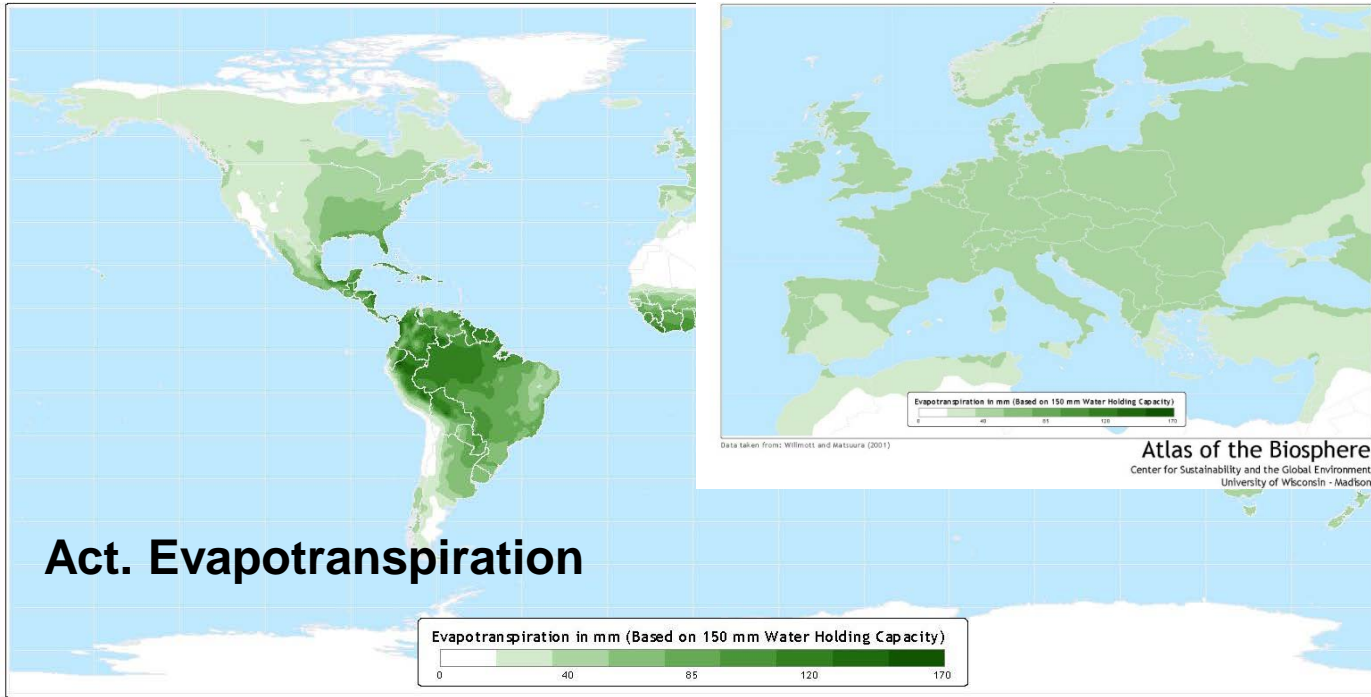 Evapotranspiration in mm (Based on 150 mm Water Holding Capacity)
0 40 85 120 170
Data taken from: Willmott and Matsuura (2001)
Atlas of the Biosphere
Center for Sustainability and the Global Environment
University of Wisconsin - Madison
Act. Evapotranspiration
Evapotranspiration in mm (Based on 150 mm Water Holding Capacity)
0 40 85 120 170